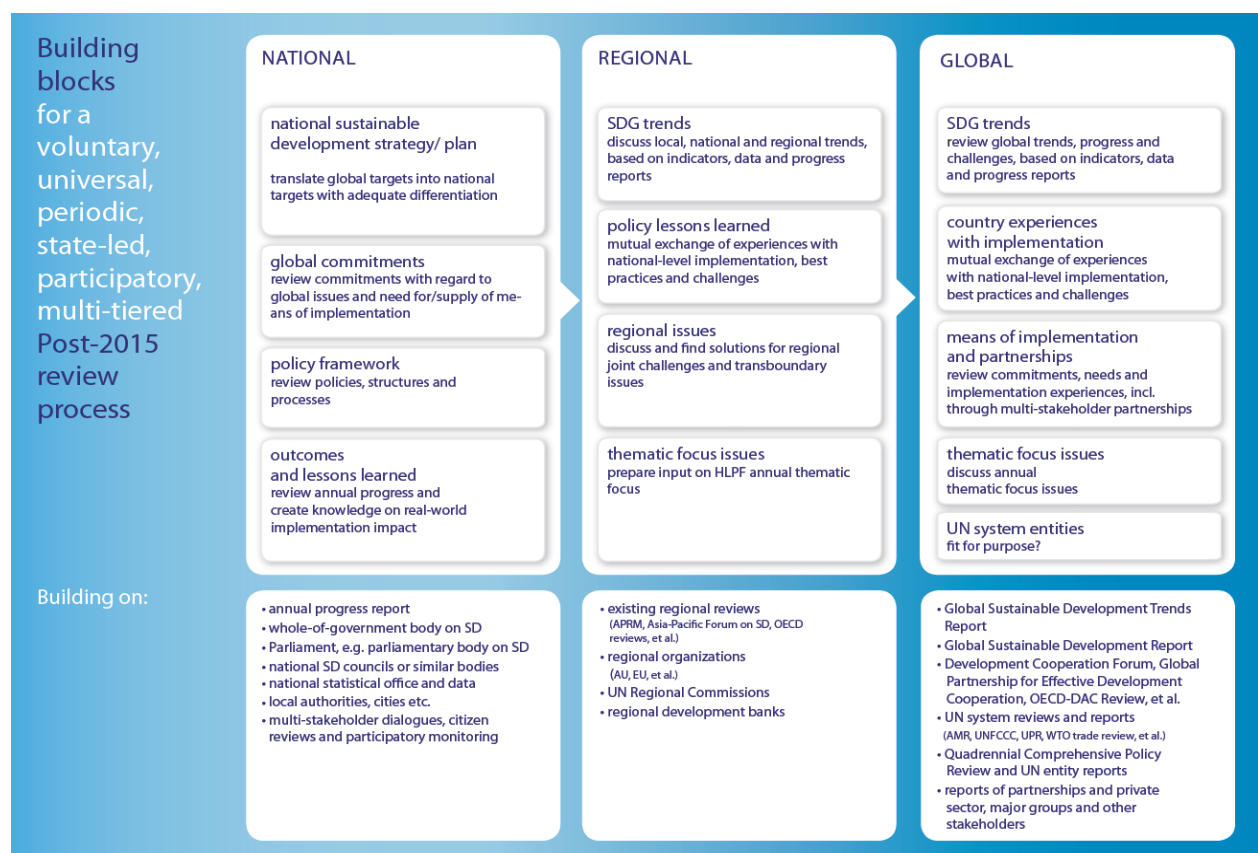 Building
blocks
for a
voluntary,
universal,
periodic,
state-led,
participatory,
multi-tiered
Post-2015
review
process
NATIONAL
national sustainable
development strategy/ plan
translate global targets into national
targets with adequate differentiation
global commitments
review commitments with regard to
global issues and need for/supply of me-
ans of implementation
policy framework
review policies, structures and
processes
outcomes
and lessons learned
review annual progress and
create knowledge on real-world
implementation impact
REGIONAL
SDG trends
discuss local, national and regional trends,
based on indicators, data and progress
reports
policy lessons learned
mutual exchange of experiences with
national-level implementation, best
practices and challenges
regional issues
discuss and find solutions for regional
joint challenges and transboundary
issues
thematic focus issues
prepare input on HLPF annual thematic
focus
GLOBAL
SDG trends
review global trends, progress and
challenges, based on indicators, data
and progress reports
country experiences
with implementation
mutual exchange of experiences
with national-level implementation,
best practices and challenges
means of implementation
and partnerships
review commitments, needs and
implementation experiences, incl.
through multi-stakeholder partnerships
thematic focus issues
discuss annual
thematic focus issues
UN system entities
fit for purpose?
Building on:
• annual progress report
• whole-of-government body on SD
• Parliament, e.g. parliamentary body on SD
• national SD councils or similar bodies
• national statistical office and data
• local authorities, cities etc.
• multi-stakeholder dialogues, citizen
reviews and participatory monitoring
• existing regional reviews
(APRM, Asia-Pacific Forum on SD, OECD
reviews, et al.)
• regional organizations
(AU, EU, et al.)
• UN Regional Commissions
• regional development banks
• Global Sustainable Development Trends
Report
• Global Sustainable Development Report
• Development Cooperation Forum, Global
Partnership for Effective Development
Cooperation, OECD-DAC Review, et al.
• UN system reviews and reports
(AMR, UNFCCC, UPR, WTO trade review, et al.)
• Quadrennial Comprehensive Policy
Review and UN entity reports
• reports of partnerships and private
sector, major groups and other
stakeholders